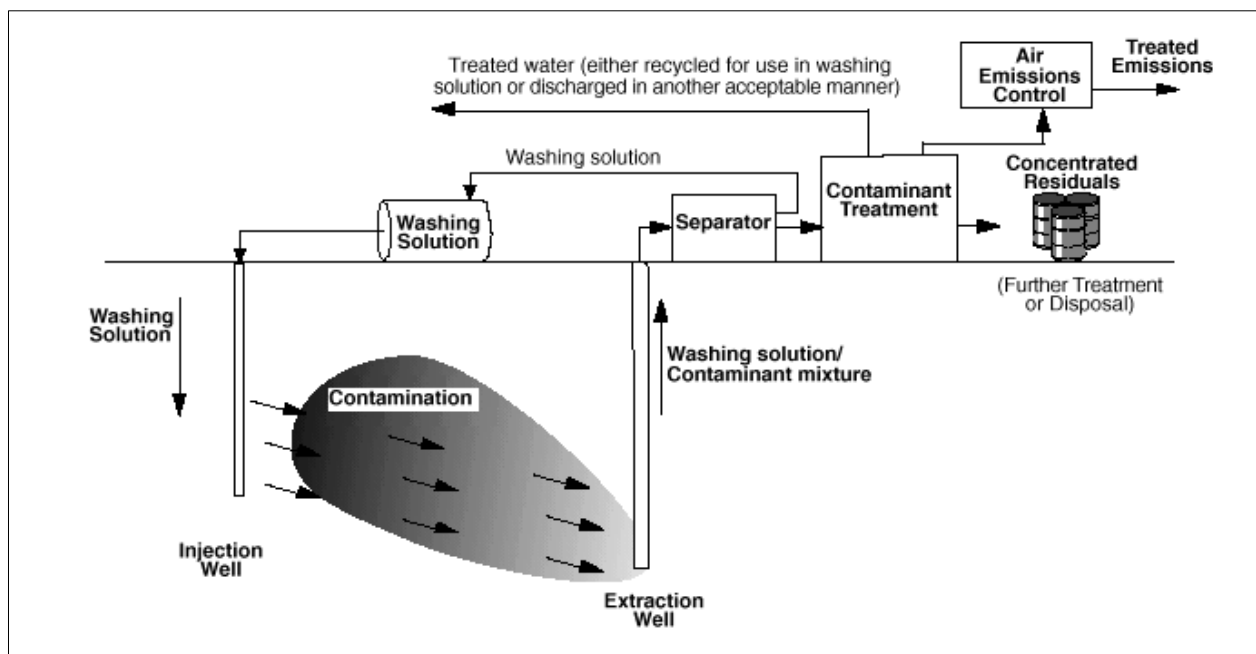 Treated water (either recycled for use in washing
solution or discharged in another acceptable manner)
Air
Emissions
Control
Treated
Emissions
Washing solution
Concentrated
Residuals
Contaminant
Treatment
Separator
Washing
Solution
(Further Treatment
or Disposal)
Washing
Solution
Washing solution/
Contaminant mixture
Contamination
Injection
Well
Extraction
Well